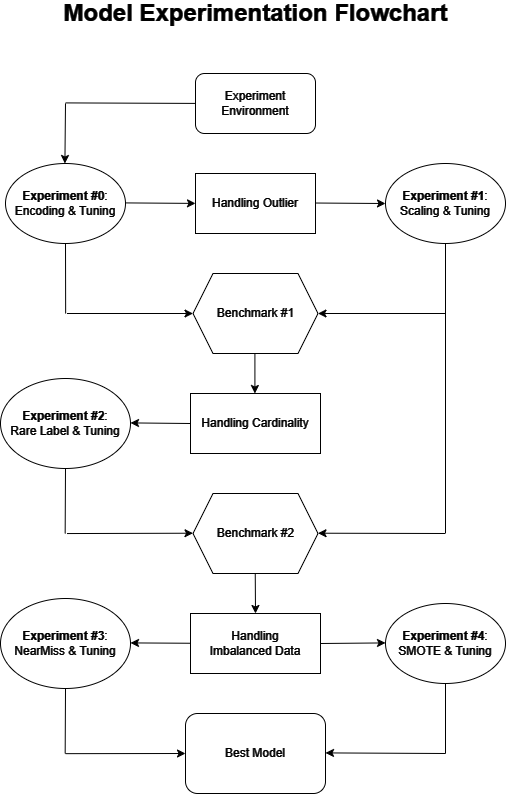 Model Experimentation Flowchart
Experiment
Environment
Experiment #0:
Encoding & Tuning
Handling Outlier
Experiment #1:
Scaling & Tuning
Benchmark #1
Experiment #2:
Rare Label & Tuning
Handling Cardinality
Benchmark #2
Experiment #3:
NearMiss & Tuning
Handling
Imbalanced Data
Experiment #4:
SMOTE & Tuning
Best Model